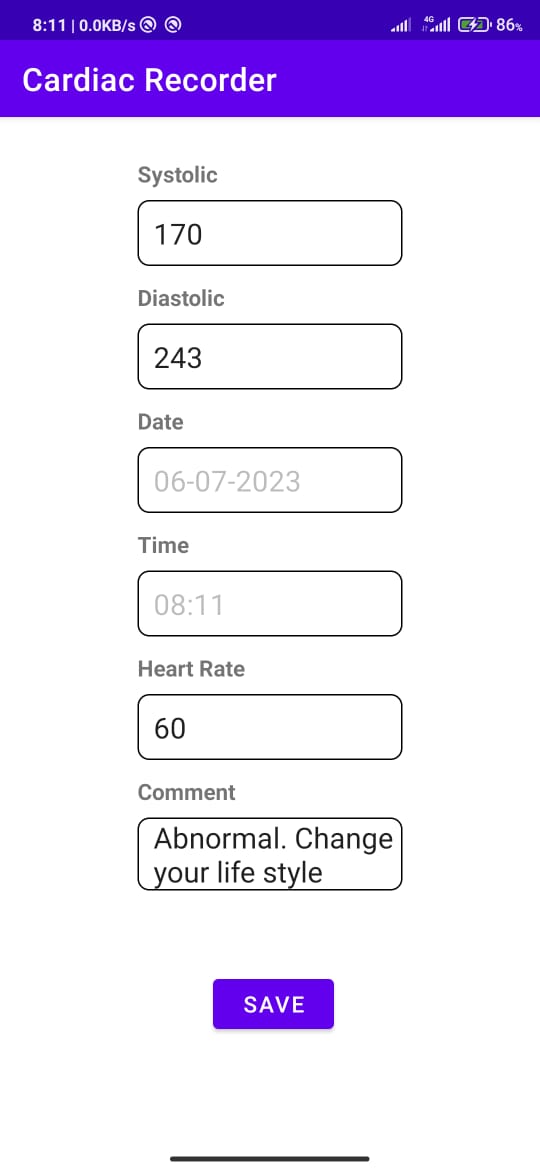 8:11 | 0.0KB/s 4G 86%
Cardiac Recorder
Systolic
170
Diastolic
243
Date
06-07-2023
Time
08:11
Heart Rate
60
Comment
Abnormal. Change
your life style
SAVE